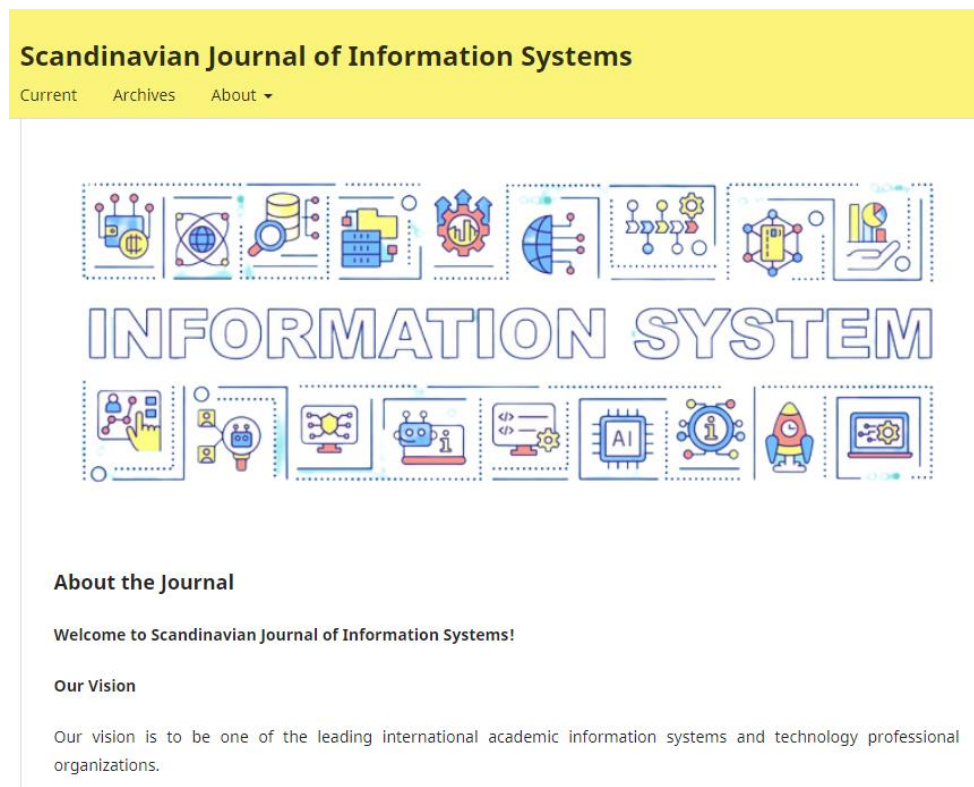 Scandinavian Journal of Information Systems
Current Archives About
INFORMATION SYSTEM
i
</> i
</> AI
About the Journal
Welcome to Scandinavian Journal of Information Systems!
Our Vision
Our vision is to be one of the leading international academic information systems and technology professional
organizations.